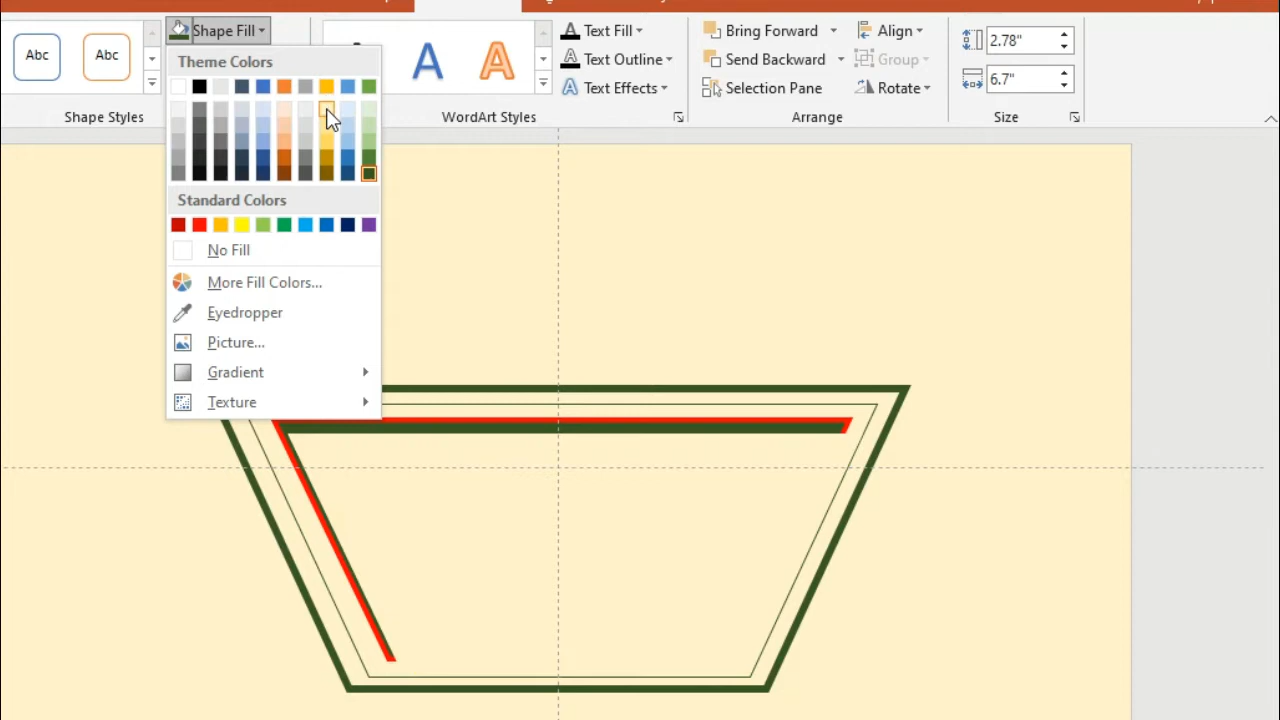 Shape Fill
Text Fill
Bring Forward
Align
2.78"
Abc
Abc
Theme Colors
A
A
Text Outline
Send Backward
Group
6.7"
Text Effects
Selection Pane
Rotate
Shape Styles
WordArt Styles
Arrange
Size
Standard Colors
No Fill
More Fill Colors...
Eyedropper
Picture...
Gradient
Texture